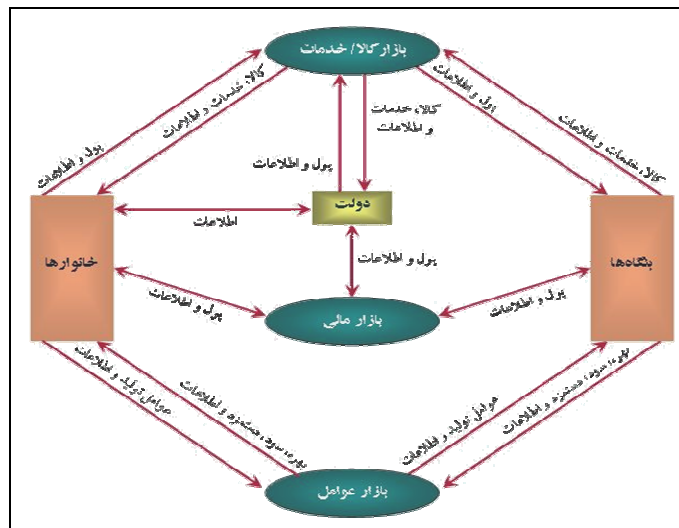 بازار کالا/ خدمات
پول و اطلاعات
کالا، خدمات و اطلاعات
پول و اطلاعات
کالا، خدمات و اطلاعات
کالا، خدمات
و اطلاعات
پول و اطلاعات
دولت
اطلاعات
خانوارها
بنگاه‌ها
پول و اطلاعات
پول و اطلاعات
پول و اطلاعات
بازار مالی
عوامل تولید و اطلاعات
بهره، سود، دستمزد و اطلاعات
عوامل تولید و اطلاعات
بهره، سود، دستمزد و اطلاعات
بازار عوامل